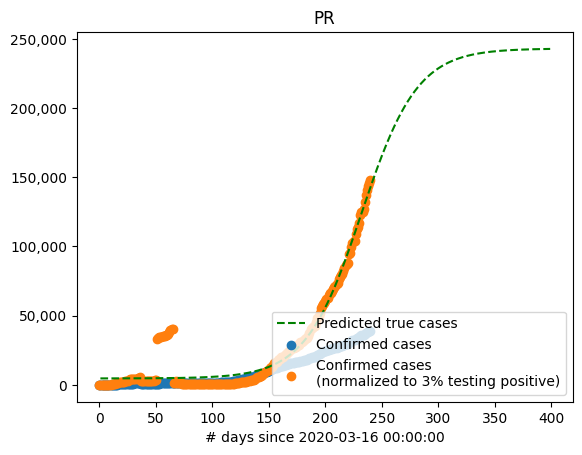 PR
250,000
200,000
150,000
100,000
50,000
0
Predicted true cases
Confirmed cases
Confirmed cases
(normalized to 3% testing positive)
0 50 100 150 200 250 300 350 400
# days since 2020-03-16 00:00:00